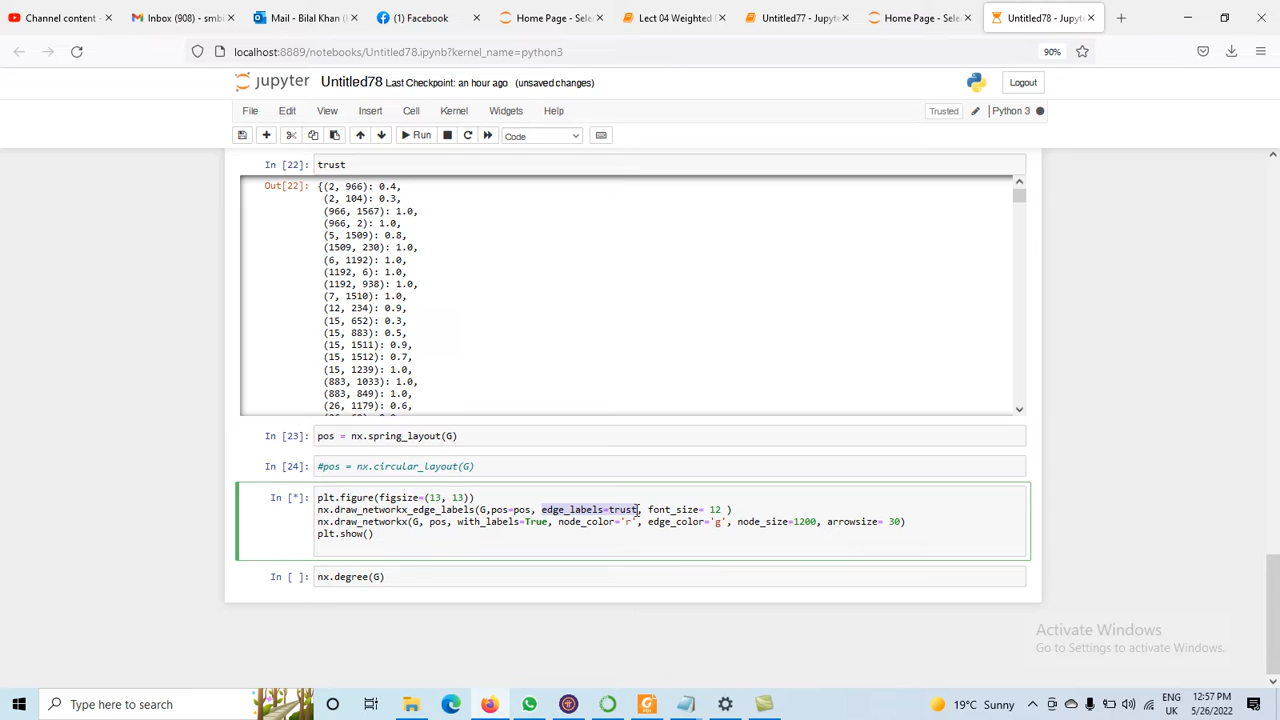 Channel content -
Inbox (908) - smbi
Mail - Bilal Khan (
(1) Facebook
Home Page - Sele
Lect 04 Weighted
Untitled77 - Jupyte
Home Page - Selec
Untitled78 - Jupyte
localhost:8889/notebooks/Untitled78.ipynb?kernel_name=python3
90%
jupyter Untitled78 Last Checkpoint: an hour ago (unsaved changes)
Logout
File Edit View Insert Cell Kernel Widgets Help
Trusted
Python 3
Run
Code
In [22]: trust
Out[22]: {(2, 966): 0.4,
(2, 104): 0.3,
(966, 1567): 1.0,
(966, 2): 1.0,
(5, 1509): 0.8,
(1509, 230): 1.0,
(6, 1192): 1.0,
(1192, 6): 1.0,
(1192, 938): 1.0,
(7, 1510): 1.0,
(12, 234): 0.9,
(15, 652): 0.3,
(15, 883): 0.5,
(15, 1511): 0.9,
(15, 1512): 0.7,
(15, 1239): 1.0,
(883, 1033): 1.0,
(883, 849): 1.0,
(26, 1179): 0.6,
In [23]: pos = nx.spring_layout(G)
In [24]: #pos = nx.circular_layout(G)
In [*]: plt.figure(figsize=(13, 13))
nx.draw_networkx_edge_labels(G,pos=pos, edge_labels=trust, font_size= 12 )
nx.draw_networkx(G, pos, with_labels=True, node_color='r', edge_color='g', node_size=1200, arrowsize= 30)
plt.show()
In [ ]: nx.degree(G)
Activate Windows
Go to Settings to activate Windows.
Type here to search
19°C Sunny
ENG
UK
12:57 PM
5/26/2022